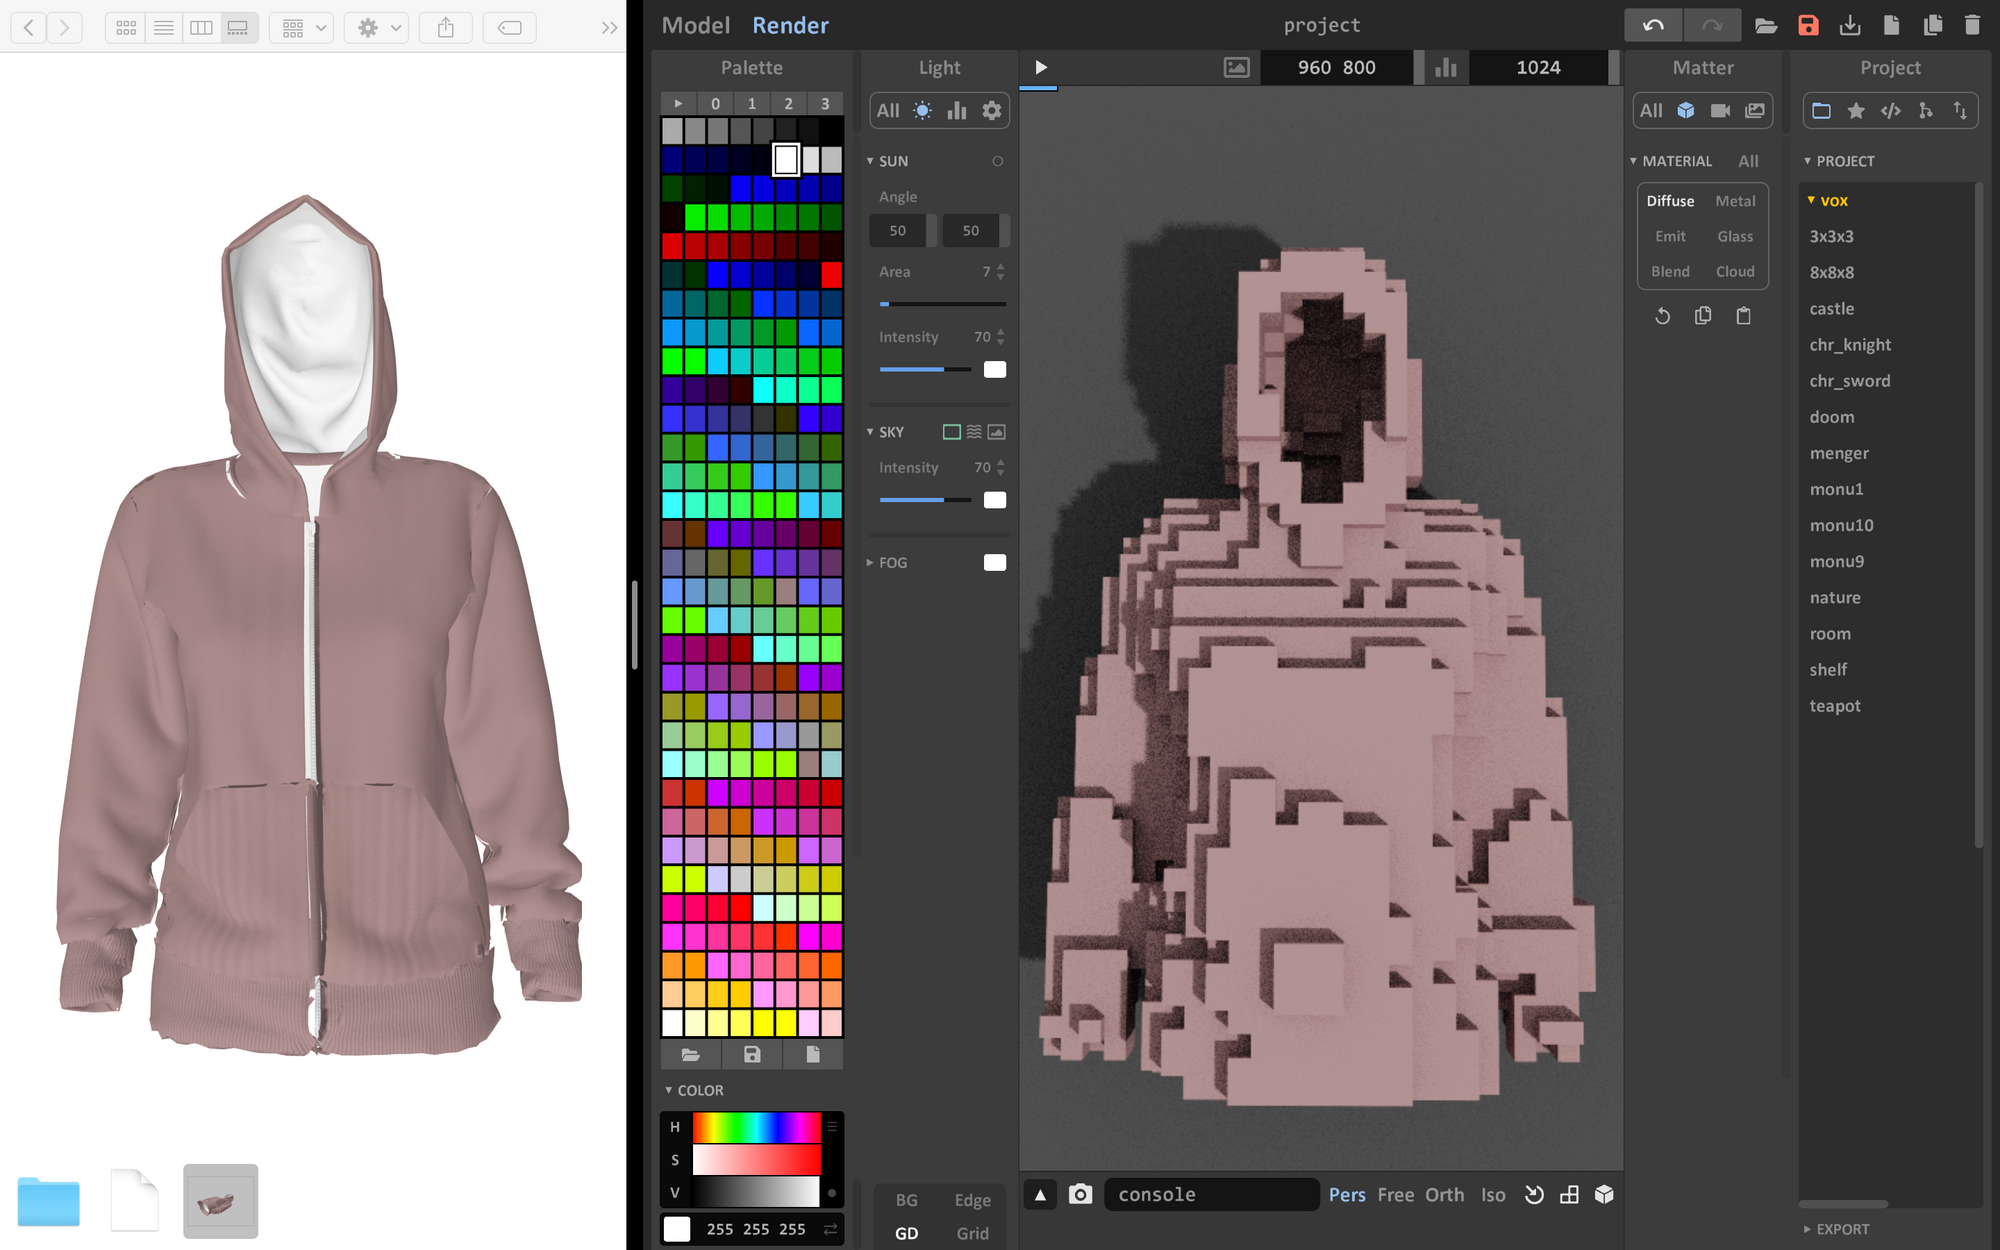 Model Render
project
Palette
Light
960 800
1024
Matter
Project
0 1 2 3
All
All
SUN
MATERIAL All
PROJECT
Angle
50 50
Diffuse Metal
Emit Glass
Blend Cloud
Area 7
Intensity 70
SKY
Intensity 70
FOG
vox
3x3x3
8x8x8
castle
chr_knight
chr_sword
doom
menger
monu1
monu10
monu9
nature
room
shelf
teapot
COLOR
H
S
V
255 255 255
BG Edge
GD Grid
console
Pers Free Orth Iso
EXPORT